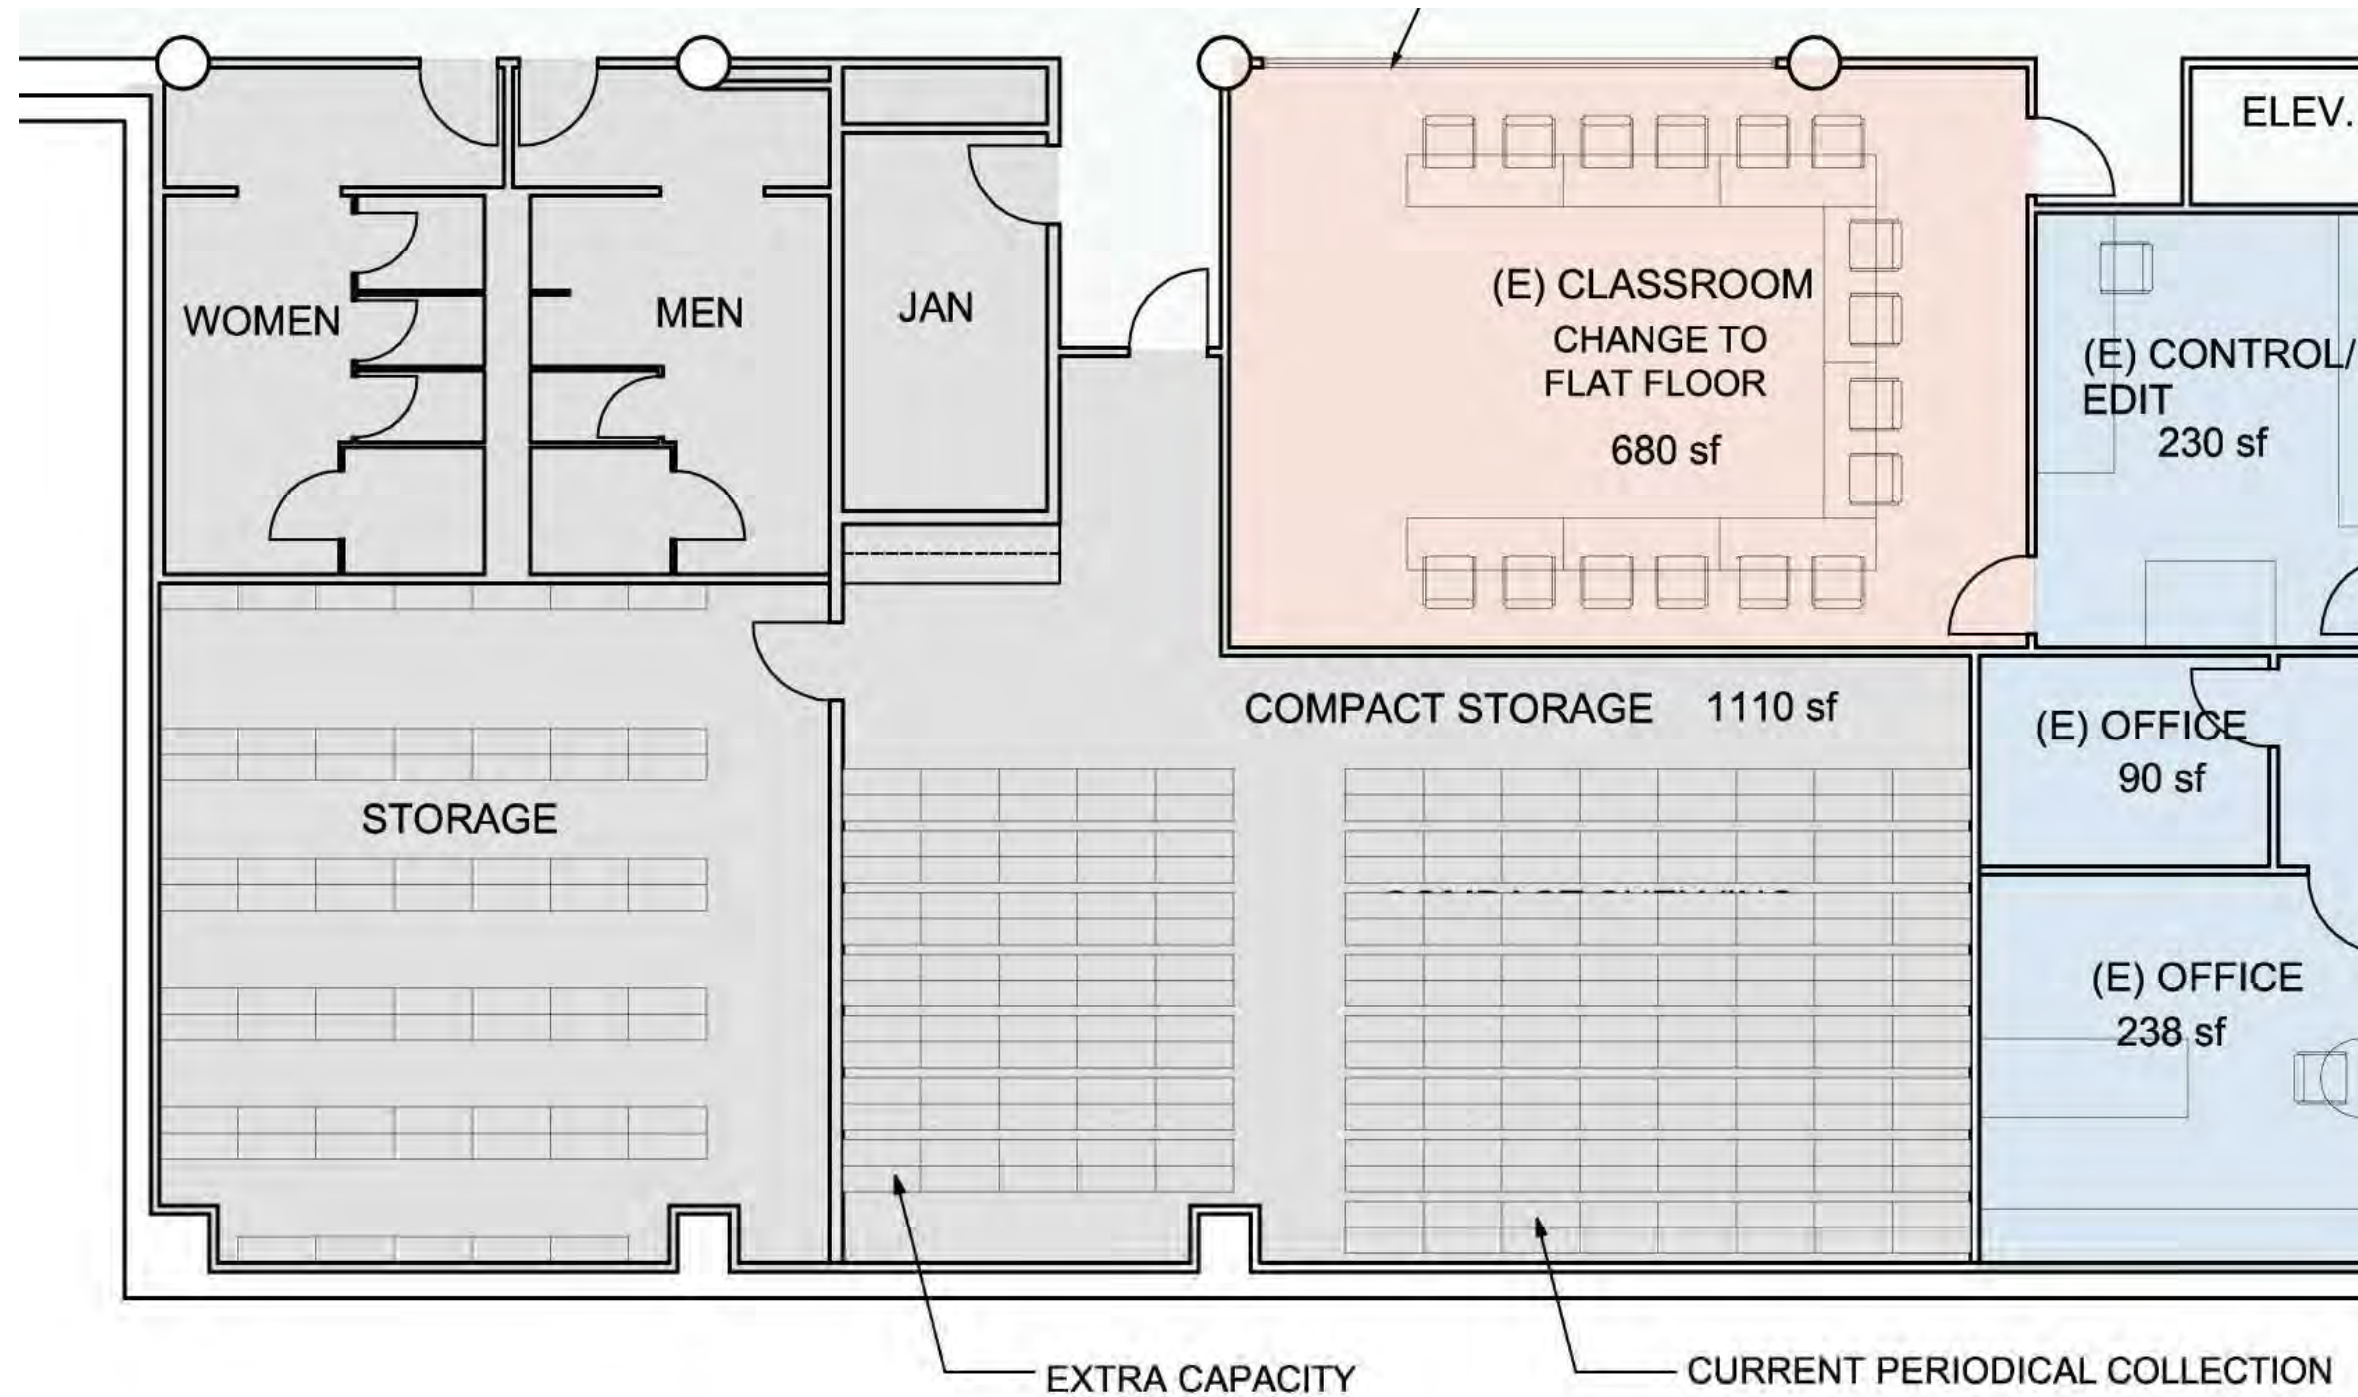 ELEV.
WOMEN
MEN
JAN
(E) CLASSROOM
CHANGE TO
FLAT FLOOR
680 sf
(E) CONTROL/
EDIT
230 sf
COMPACT STORAGE 1110 sf
(E) OFFICE
90 sf
STORAGE
(E) OFFICE
238 sf
EXTRA CAPACITY
CURRENT PERIODICAL COLLECTION